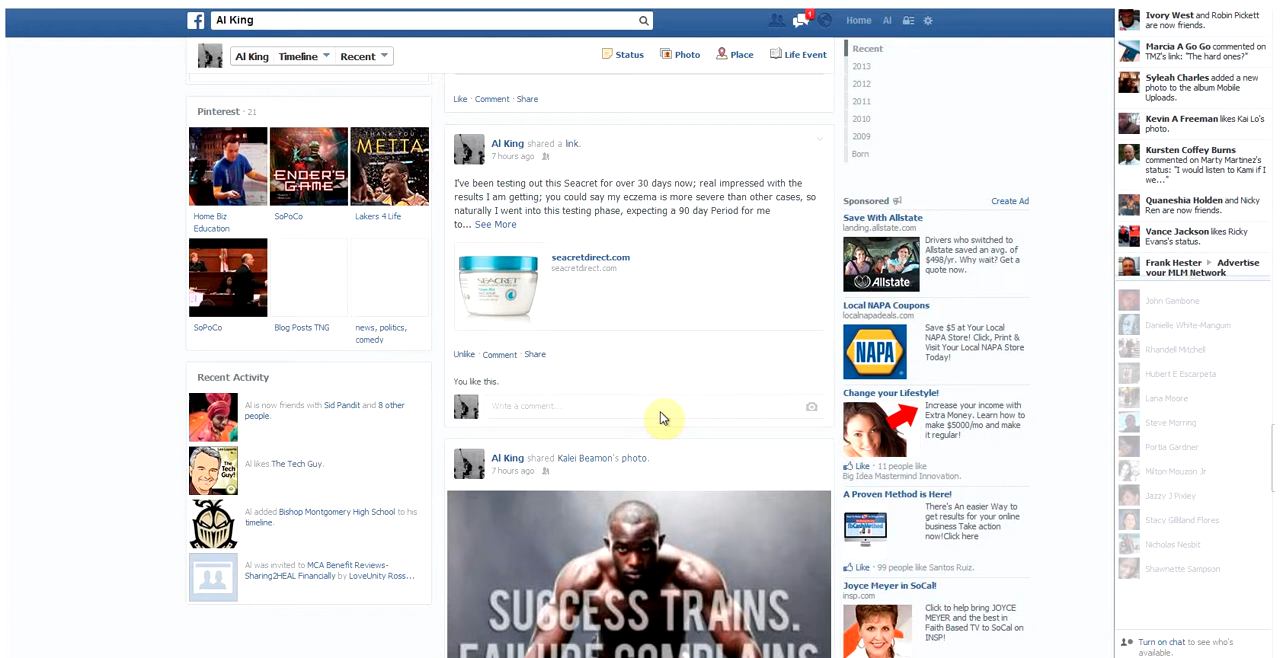 Al King
1
Home
Al
Al King
Timeline
Recent
Status
Photo
Place
Life Event
Pinterest · 21
THANK YOU
METTA
ENDER'S
GAME
Home Biz
Education
SoPoCo
Lakers 4 Life
SoPoCo
Blog Posts TNG
news, politics,
comedy
Recent Activity
Al is now friends with Sid Pandit and 8 other
people.
Al likes The Tech Guy.
Al added Bishop Montgomery High School to his
timeline.
Al was invited to MCA Benefit Reviews-
Sharing2HEAL Financially by LoveUnity Ross...
Like · Comment · Share
Al King shared a link.
7 hours ago
I've been testing out this Seacret for over 30 days now; real impressed with the
results I am getting; you could say my eczema is more severe than other cases, so
naturally I went into this testing phase, expecting a 90 day Period for me
to... See More
SEACRET
seacretdirect.com
seacretdirect.com
Unlike · Comment · Share
You like this.
Write a comment...
Al King shared Kalei Beamon's photo.
7 hours ago
SUCCESS TRAINS.
FAILURE COMPLAINS
Recent
2013
2012
2011
2010
2009
Born
Sponsored
Create Ad
Save With Allstate
landing.allstate.com
Drivers who switched to
Allstate saved an avg. of
$498/yr. Why wait? Get a
quote now.
Allstate
Local NAPA Coupons
localnapadeals.com
NAPA
Save $5 at Your Local
NAPA Store! Click, Print &
Visit Your Local NAPA Store
Today!
Change your Lifestyle!
Increase your income with
Extra Money. Learn how to
make $5000/mo and make
it regular!
Like · 11 people like
Big Idea Mastermind Innovation.
A Proven Method is Here!
There's An easier Way to
get results for your online
business Take action
now!Click here
Like · 99 people like Santos Ruiz.
Joyce Meyer in SoCal!
insp.com
Click to help bring JOYCE
MEYER and the best in
Faith Based TV to SoCal on
INSP!
Ivory West and Robin Pickett
are now friends.
Marcia A Go Go commented on
TMZ's link: "The hard ones?"
Syleah Charles added a new
photo to the album Mobile
Uploads.
Kevin A Freeman likes Kai Lo's
photo.
Kursten Coffey Burns
commented on Marty Martinez's
status: "I would listen to Kami if I
we..."
Quaneshia Holden and Nicky
Ren are now friends.
Vance Jackson likes Ricky
Evans's status.
Frank Hester ▶ Advertise
your MLM Network
John Gambone
Danielle White-Mangum
Rhandell Mitchell
Hubert E Escarpeta
Lana Moore
Steve Morring
Portia Gardner
Milton Mouzon Jr
Jazzy J Pixley
Stacy Gilliland Flores
Nicholas Nesbit
Shawnette Sampson
Turn on chat to see who's
available.